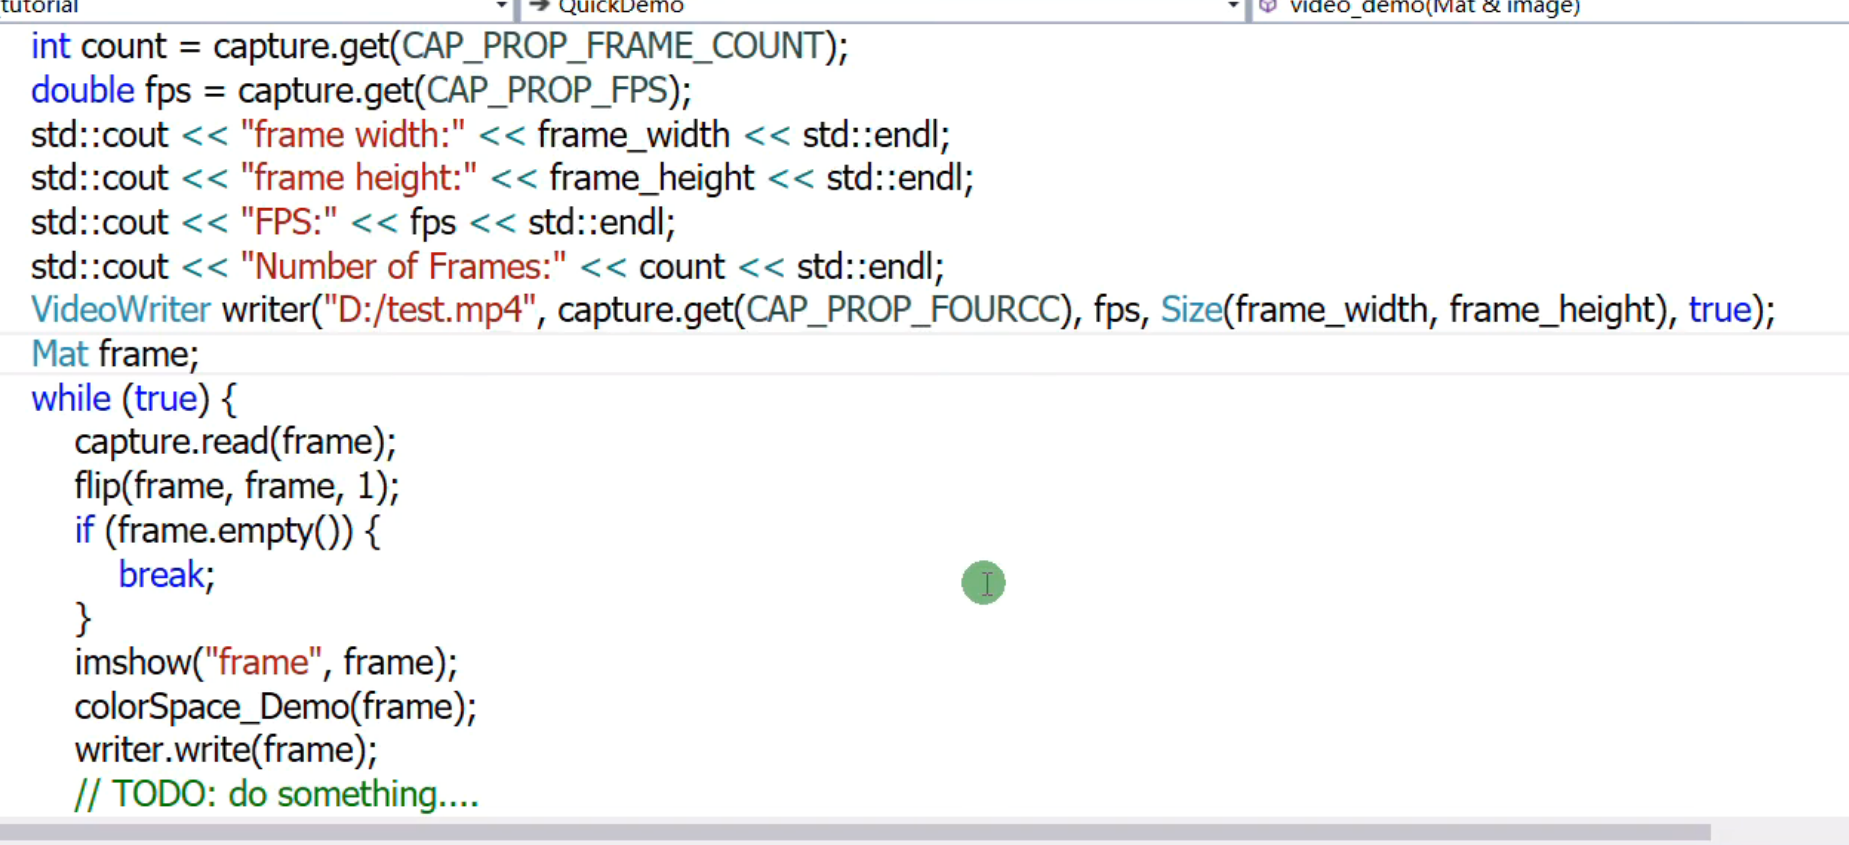 tutorial QuickDemo video_demo(Mat & image)
int count = capture.get(CAP_PROP_FRAME_COUNT);
double fps = capture.get(CAP_PROP_FPS);
std::cout << "frame width:" << frame_width << std::endl;
std::cout << "frame height:" << frame_height << std::endl;
std::cout << "FPS:" << fps << std::endl;
std::cout << "Number of Frames:" << count << std::endl;
VideoWriter writer("D:/test.mp4", capture.get(CAP_PROP_FOURCC), fps, Size(frame_width, frame_height), true);
Mat frame;
while (true) {
capture.read(frame);
flip(frame, frame, 1);
if (frame.empty()) {
break;
}
imshow("frame", frame);
colorSpace_Demo(frame);
writer.write(frame);
// TODO: do something....